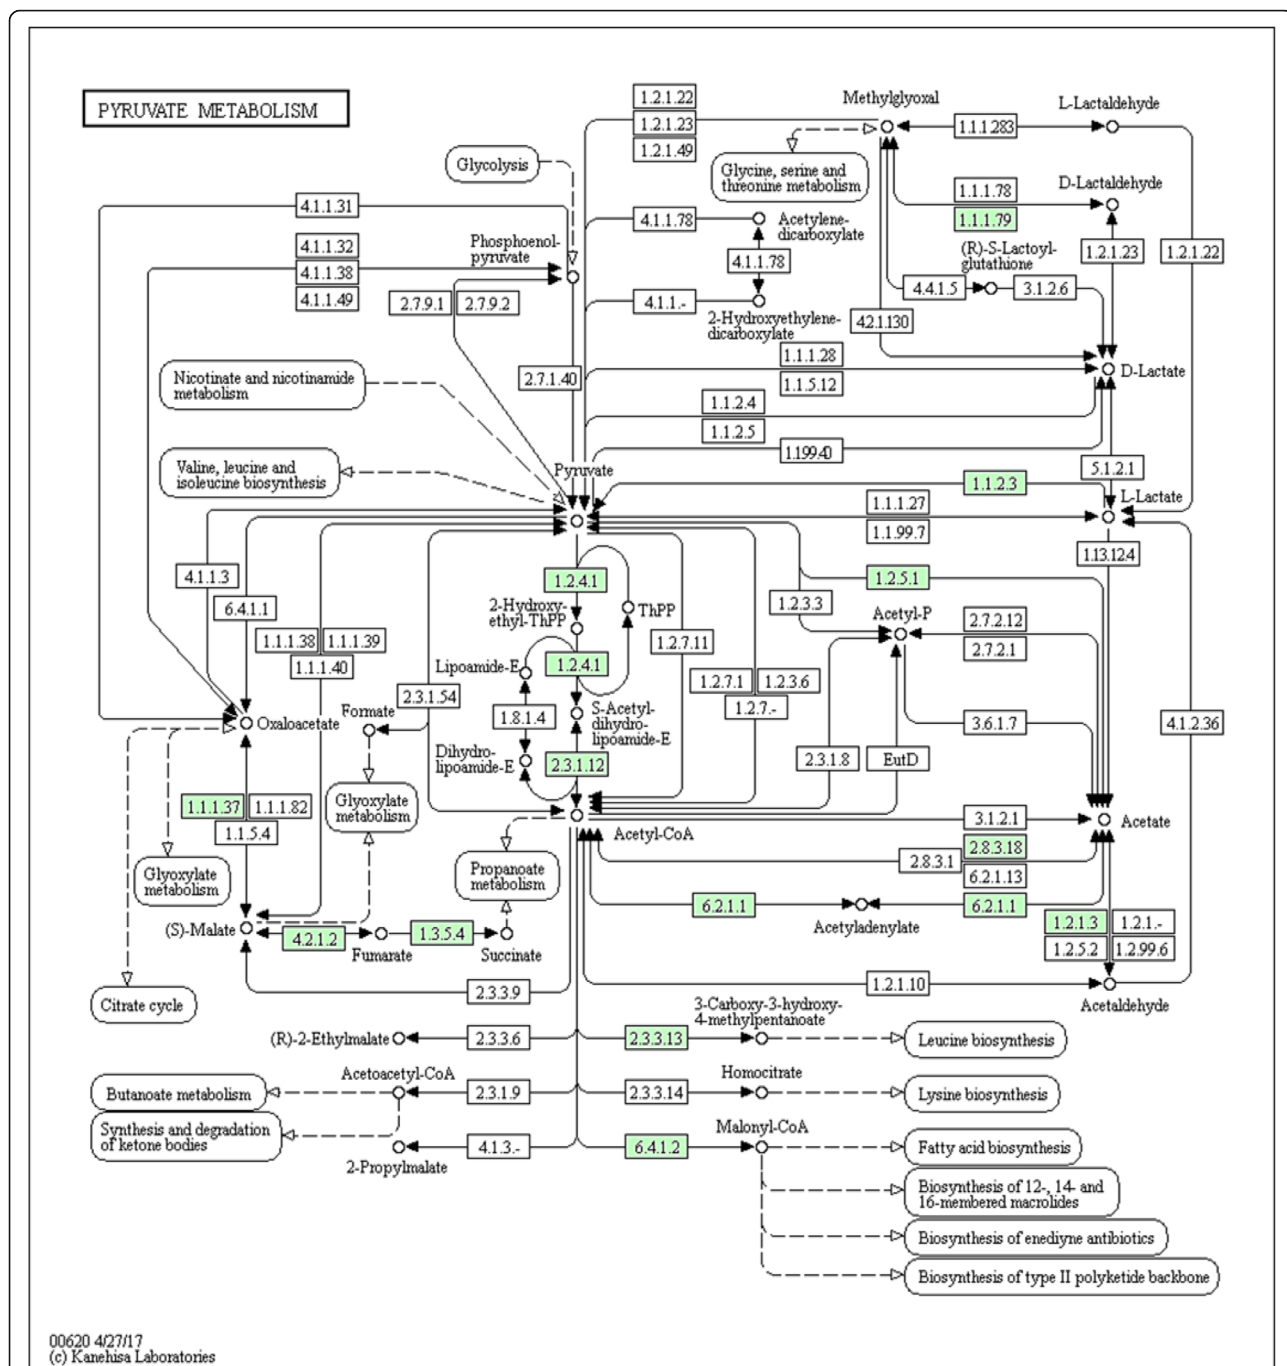 PYRUVATE METABOLISM
1.2.1.22
1.2.1.23
1.2.1.49
Methylglyoxal
1.1.1.283
L-Lactaldehyde
Glycolysis
Glycine, serine and
threonine metabolism
1.1.1.78
1.1.1.79
D-Lactaldehyde
4.1.1.31
4.1.1.78
Acetylene-
dicarboxylate
4.1.1.32
4.1.1.38
4.1.1.49
Phosphoenol-
pyruvate
4.1.1.78
(R)-S-Lactoyl-
glutathione
1.2.1.23
1.2.1.22
2.7.9.1
2.7.9.2
4.1.1.-
2-Hydroxyethylene-
dicarboxylate
4.4.1.5
3.1.2.6
4.2.1.130
1.1.1.28
1.1.5.12
D-Lactate
Nicotinate and nicotinamide
metabolism
2.7.1.40
1.1.2.4
1.1.2.5
1.1.99.40
Valine, leucine and
isoleucine biosynthesis
Pyruvate
5.1.2.1
1.1.2.3
L-Lactate
1.1.1.27
1.1.99.7
1.13.12.4
4.1.1.3
6.4.1.1
1.1.1.38
1.1.1.39
1.1.1.40
1.2.4.1
2-Hydroxy-
ethyl-ThPP
ThPP
1.2.5.1
1.2.3.3
Acetyl-P
2.7.2.12
2.7.2.1
1.2.7.11
Lipoamide-E
1.2.4.1
1.2.7.1
1.2.3.6
1.2.7.-
2.3.1.54
Oxaloacetate
Formate
1.8.1.4
S-Acetyl-
dihydro-
lipoamide-E
3.6.1.7
4.1.2.36
Dihydro-
lipoamide-E
2.3.1.12
2.3.1.8
EutD
1.1.1.37
1.1.1.82
1.1.5.4
Glyoxylate
metabolism
Acetyl-CoA
3.1.2.1
Acetate
Glyoxylate
metabolism
Propanoate
metabolism
2.8.3.1
2.8.3.18
6.2.1.13
6.2.1.1
Acetyladenylate
6.2.1.1
(S)-Malate
4.2.1.2
Fumarate
1.3.5.4
Succinate
1.2.1.3
1.2.1.-
1.2.5.2
1.2.99.6
Citrate cycle
2.3.3.9
1.2.1.10
Acetaldehyde
(R)-2-Ethylmalate
2.3.3.6
2.3.3.13
3-Carboxy-3-hydroxy-
4-methylpentanoate
Leucine biosynthesis
Butanoate metabolism
Acetoacetyl-CoA
2.3.1.9
2.3.3.14
Homocitrate
Lysine biosynthesis
Synthesis and degradation
of ketone bodies
2-Propylmalate
4.1.3.-
6.4.1.2
Malonyl-CoA
Fatty acid biosynthesis
Biosynthesis of 12-, 14- and
16-membered macrolides
Biosynthesis of enediyne antibiotics
Biosynthesis of type II polyketide backbone
00620 4/27/17
(c) Kanehisa Laboratories